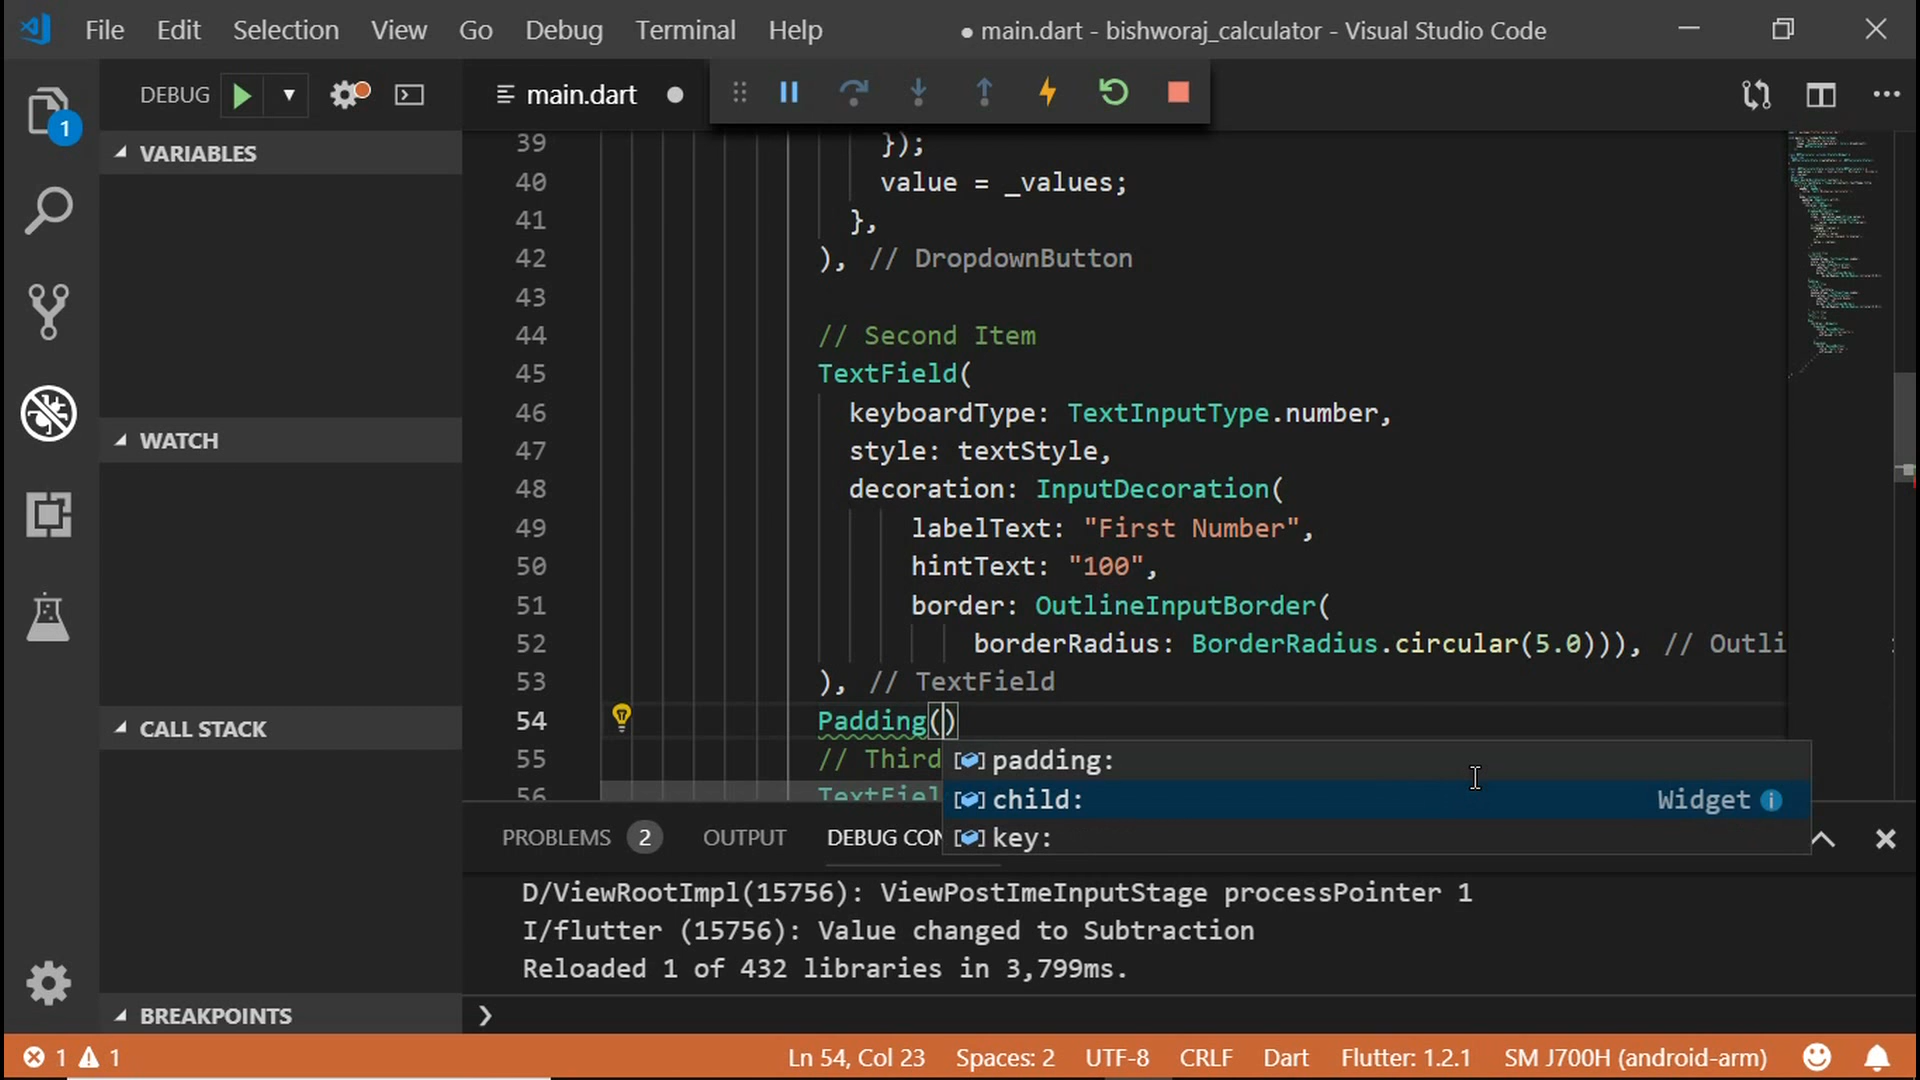 File Edit Selection View Go Debug Terminal Help
● main.dart - bishworaj_calculator - Visual Studio Code
DEBUG
main.dart
1
VARIABLES
WATCH
CALL STACK
BREAKPOINTS
39 });
40 value = _values;
41 },
42 ), // DropdownButton
43
44 // Second Item
45 TextField(
46 keyboardType: TextInputType.number,
47 style: textStyle,
48 decoration: InputDecoration(
49 labelText: "First Number",
50 hintText: "100",
51 border: OutlineInputBorder(
52 borderRadius: BorderRadius.circular(5.0))), // Outli
53 ), // TextField
54 Padding()
55 // Third
56 TextFiel
padding:
child: Widget
key:
PROBLEMS 2 OUTPUT DEBUG CON
D/ViewRootImpl(15756): ViewPostImeInputStage processPointer 1
I/flutter (15756): Value changed to Subtraction
Reloaded 1 of 432 libraries in 3,799ms.
1 1 Ln 54, Col 23 Spaces: 2 UTF-8 CRLF Dart Flutter: 1.2.1 SM J700H (android-arm)